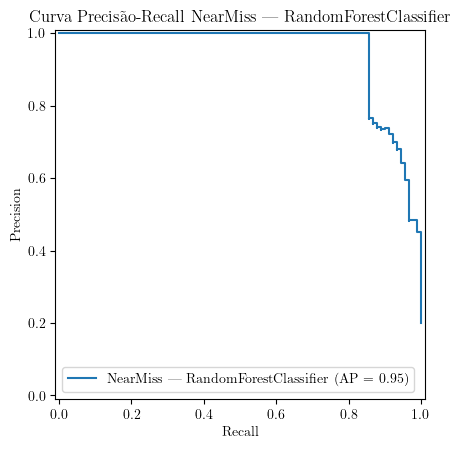 Curva Precisão-Recall NearMiss — RandomForestClassifier
1.0
0.8
0.6
0.4
0.2
0.0
Precision
NearMiss — RandomForestClassifier (AP = 0.95)
0.0 0.2 0.4 0.6 0.8 1.0
Recall